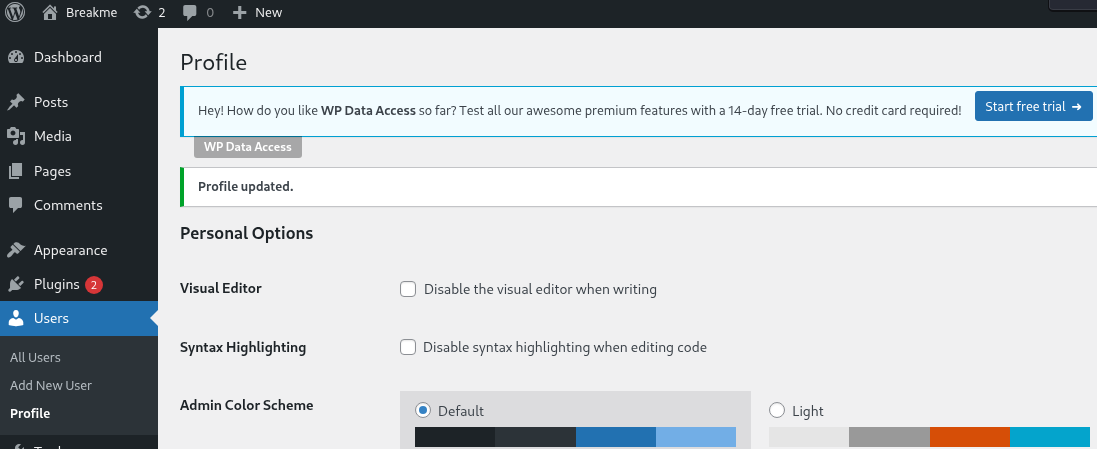 Breakme 2 0 New
Dashboard
Posts
Media
Pages
Comments
Appearance
Plugins 2
Users
All Users
Add New User
Profile
Profile
Hey! How do you like WP Data Access so far? Test all our awesome premium features with a 14-day free trial. No credit card required! Start free trial ➜
WP Data Access
Profile updated.
Personal Options
Visual Editor Disable the visual editor when writing
Syntax Highlighting Disable syntax highlighting when editing code
Admin Color Scheme Default Light